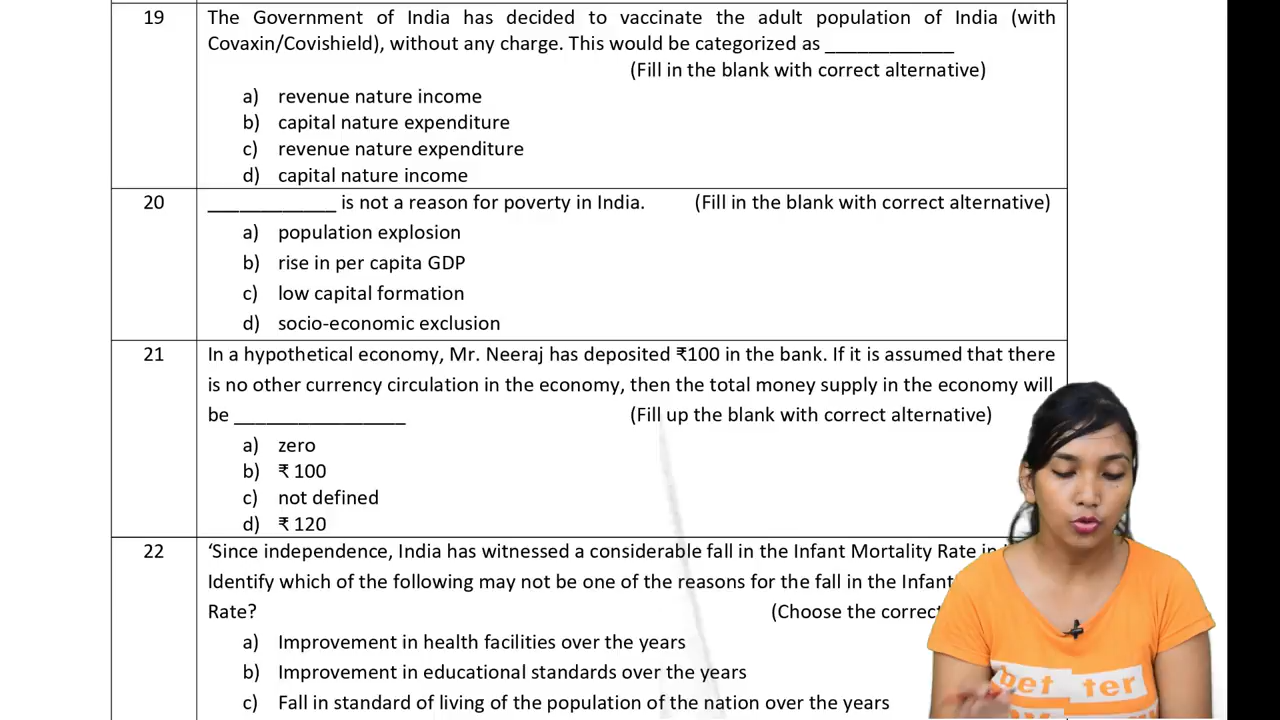 19 The Government of India has decided to vaccinate the adult population of India (with
Covaxin/Covishield), without any charge. This would be categorized as ____________
(Fill in the blank with correct alternative)
a) revenue nature income
b) capital nature expenditure
c) revenue nature expenditure
d) capital nature income
20 ____________ is not a reason for poverty in India. (Fill in the blank with correct alternative)
a) population explosion
b) rise in per capita GDP
c) low capital formation
d) socio-economic exclusion
21 In a hypothetical economy, Mr. Neeraj has deposited ₹100 in the bank. If it is assumed that there
is no other currency circulation in the economy, then the total money supply in the economy will
be ________________ (Fill up the blank with correct alternative)
a) zero
b) ₹ 100
c) not defined
d) ₹ 120
22 ‘Since independence, India has witnessed a considerable fall in the Infant Mortality Rate in
Identify which of the following may not be one of the reasons for the fall in the Infant
Rate? (Choose the correct
a) Improvement in health facilities over the years
b) Improvement in educational standards over the years
c) Fall in standard of living of the population of the nation over the years
bet ter